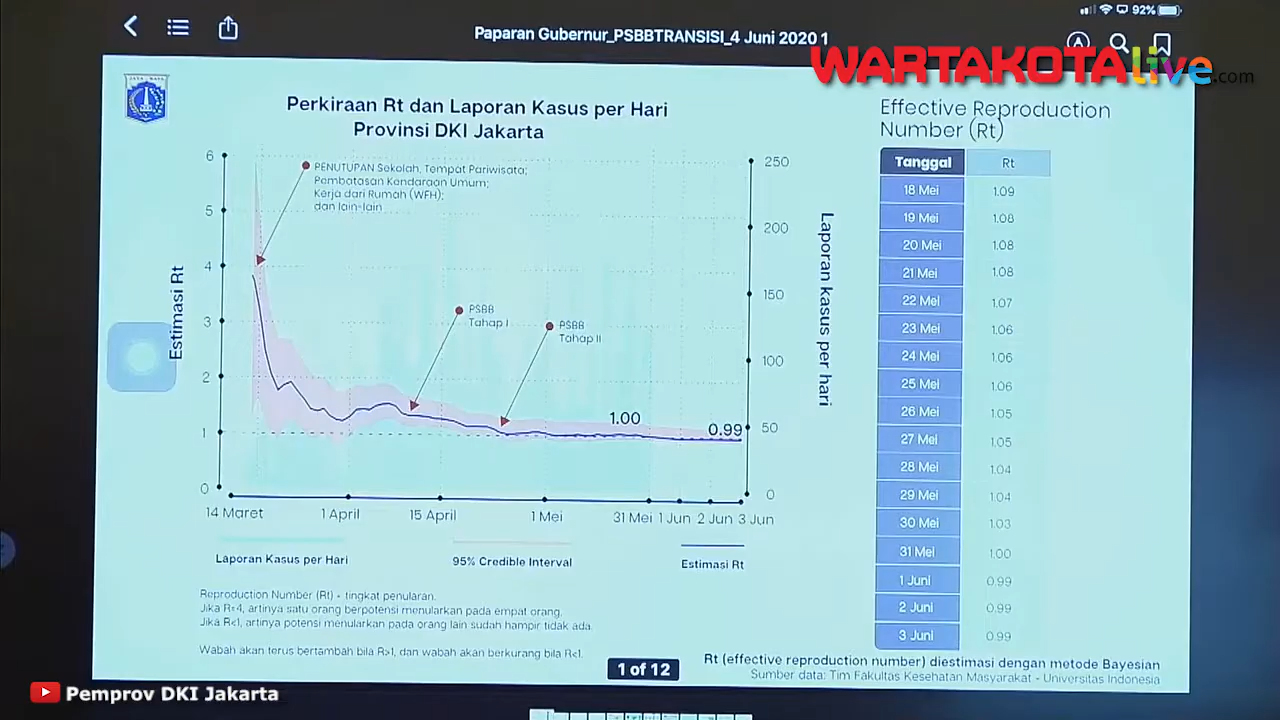 92%
Paparan Gubernur_PSBBTRANSISI_4 Juni 2020 1
WARTAKOTAlive.com
JAYA RAYA
Perkiraan Rt dan Laporan Kasus per Hari
Provinsi DKI Jakarta
Effective Reproduction
Number (Rt)
Estimasi Rt
6
5
4
3
2
1
0
PENUTUPAN Sekolah, Tempat Pariwisata;
Pembatasan Kendaraan Umum;
Kerja dari Rumah (WFH);
dan lain-lain
PSBB
Tahap I
PSBB
Tahap II
1.00
0.99
250
200
150
100
50
0
Laporan kasus per hari
14 Maret 1 April 15 April 1 Mei 31 Mei 1 Jun 2 Jun 3 Jun
Laporan Kasus per Hari 95% Credible Interval Estimasi Rt
Tanggal Rt
18 Mei 1.09
19 Mei 1.08
20 Mei 1.08
21 Mei 1.08
22 Mei 1.07
23 Mei 1.06
24 Mei 1.06
25 Mei 1.06
26 Mei 1.05
27 Mei 1.05
28 Mei 1.04
29 Mei 1.04
30 Mei 1.03
31 Mei 1.00
1 Juni 0.99
2 Juni 0.99
3 Juni 0.99
Reproduction Number (Rt) = tingkat penularan.
Jika R=4, artinya satu orang berpotensi menularkan pada empat orang.
Jika R<1, artinya potensi menularkan pada orang lain sudah hampir tidak ada.
Wabah akan terus bertambah bila R>1, dan wabah akan berkurang bila R<1.
1 of 12
Rt (effective reproduction number) diestimasi dengan metode Bayesian
Sumber data: Tim Fakultas Kesehatan Masyarakat - Universitas Indonesia
Pemprov DKI Jakarta